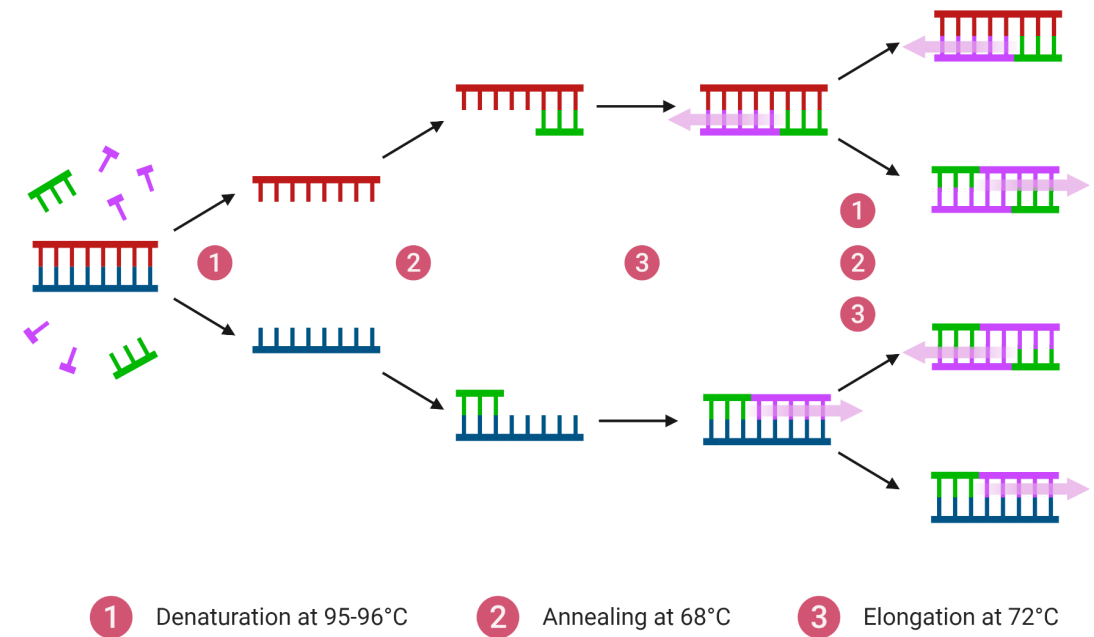 1
2
3
1
2
3
1 Denaturation at 95-96°C
2 Annealing at 68°C
3 Elongation at 72°C